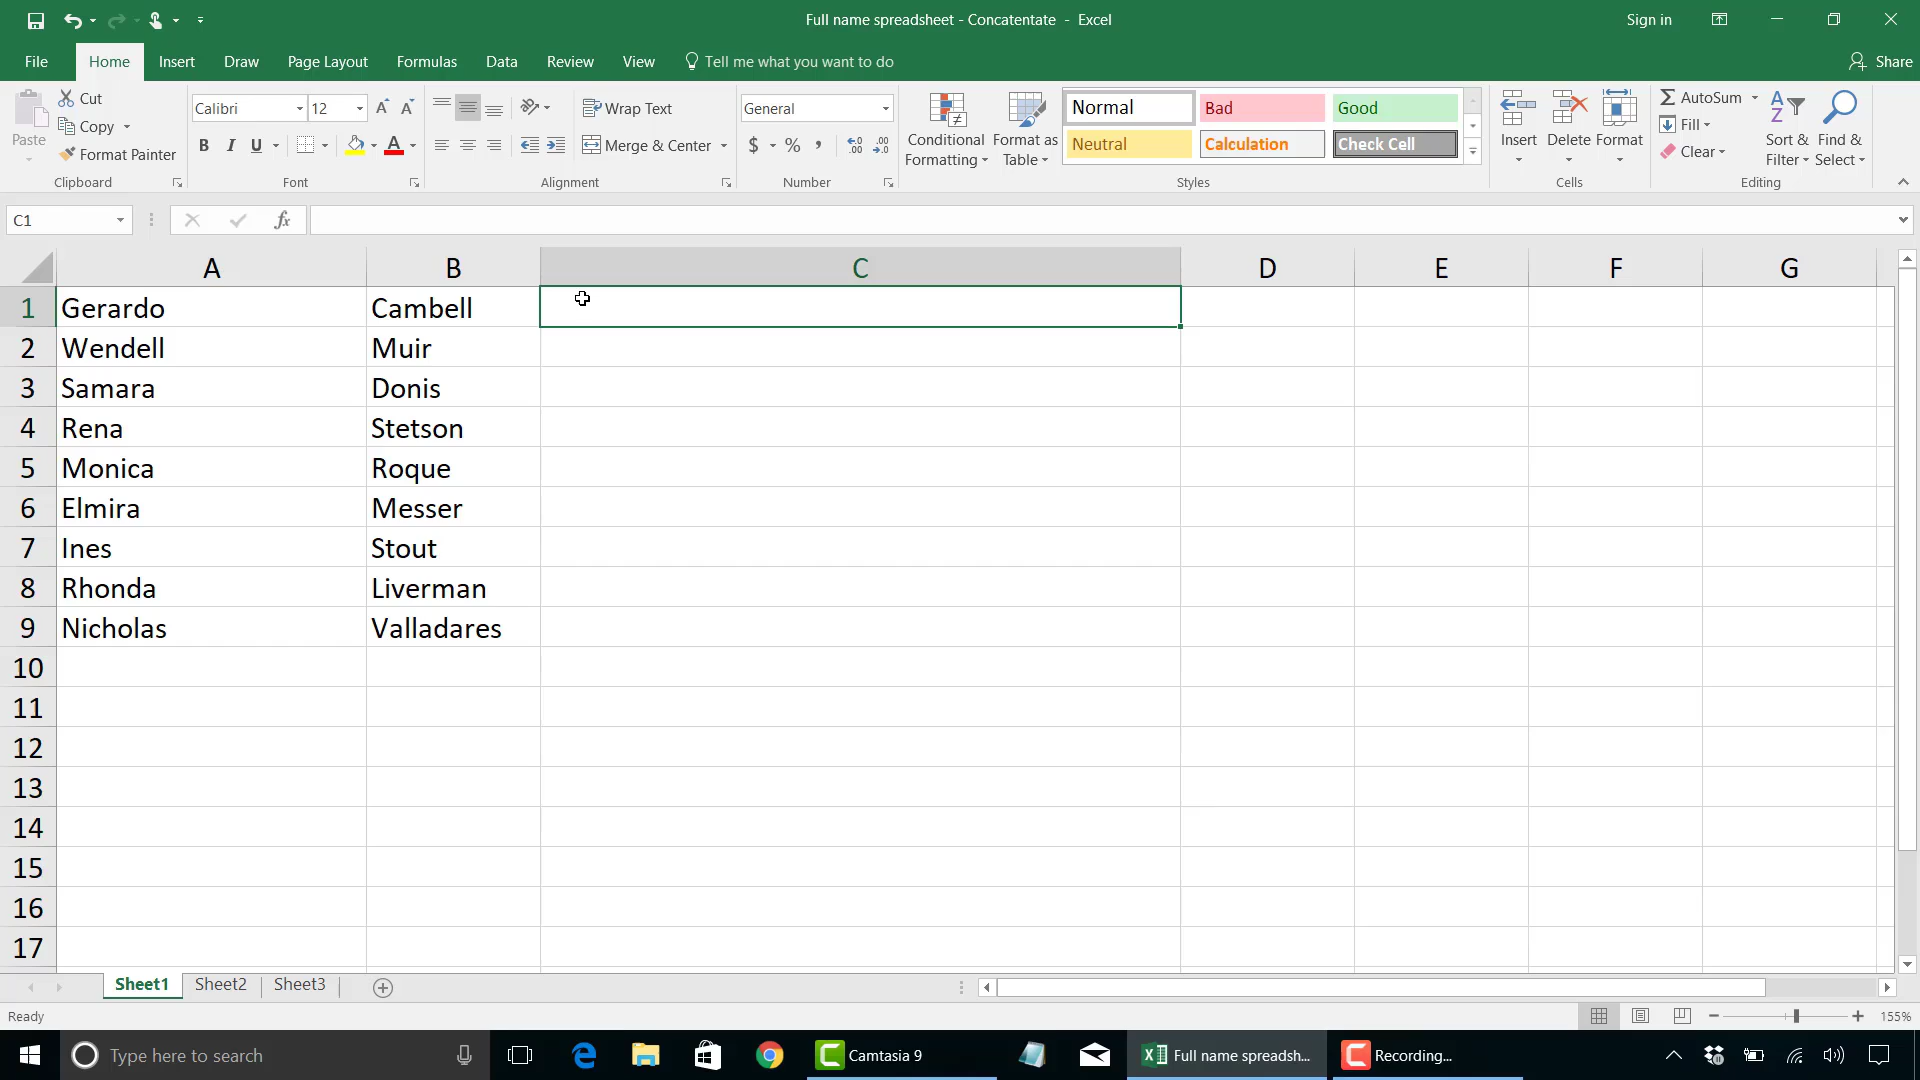 Full name spreadsheet - Concatentate - Excel
Sign in
File Home Insert Draw Page Layout Formulas Data Review View Tell me what you want to do
Share
Paste
Cut
Copy
Format Painter
Clipboard
Calibri 12
B I U
Font
Wrap Text
Merge & Center
Alignment
General
$ % ,
Number
Conditional Formatting
Format as Table
Normal Bad Good
Neutral Calculation Check Cell
Styles
Insert Delete Format
Cells
AutoSum
Fill
Clear
Sort & Filter
Find & Select
Editing
C1 fx
A B C D E F G
1 Gerardo Cambell
2 Wendell Muir
3 Samara Donis
4 Rena Stetson
5 Monica Roque
6 Elmira Messer
7 Ines Stout
8 Rhonda Liverman
9 Nicholas Valladares
10
11
12
13
14
15
16
17
Sheet1 Sheet2 Sheet3
Ready
155%
Type here to search
Camtasia 9
Full name spreadsh...
Recording...